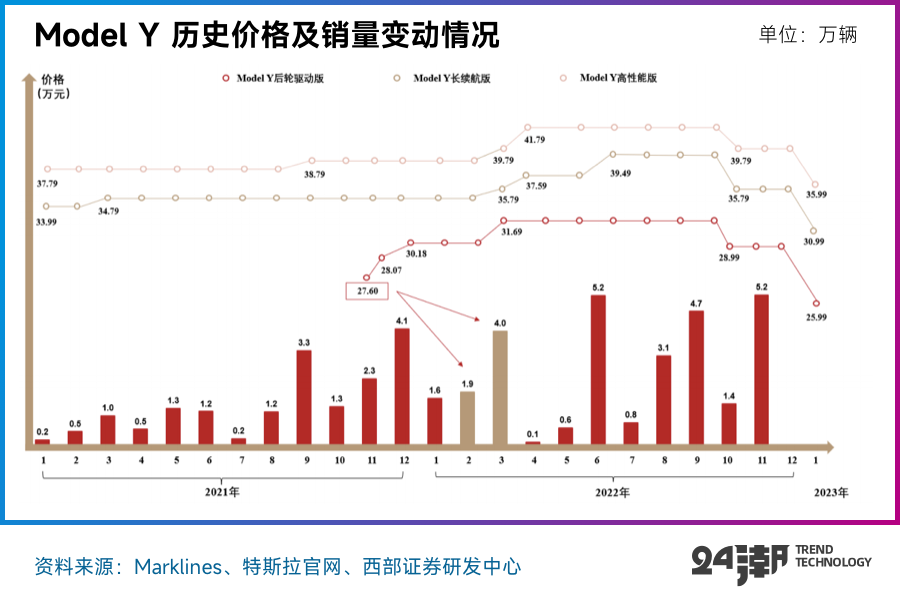 Model Y 历史价格及销量变动情况
单位：万辆
价格
(万元)
Model Y后轮驱动版
Model Y长续航版
Model Y高性能版
37.79
38.79
39.79
41.79
39.79
35.99
33.99
34.79
35.79
37.59
39.49
35.79
30.99
27.60
28.07
30.18
31.69
28.99
25.99
0.2
0.5
1.0
0.5
1.3
1.2
0.2
1.2
3.3
1.3
2.3
4.1
1.6
1.9
4.0
0.1
0.6
5.2
0.8
3.1
4.7
1.4
5.2
1 2 3 4 5 6 7 8 9 10 11 12 1 2 3 4 5 6 7 8 9 10 11 12 1
2021年
2022年
2023年
资料来源：Marklines、特斯拉官网、西部证券研发中心
24潮
TREND
TECHNOLOGY